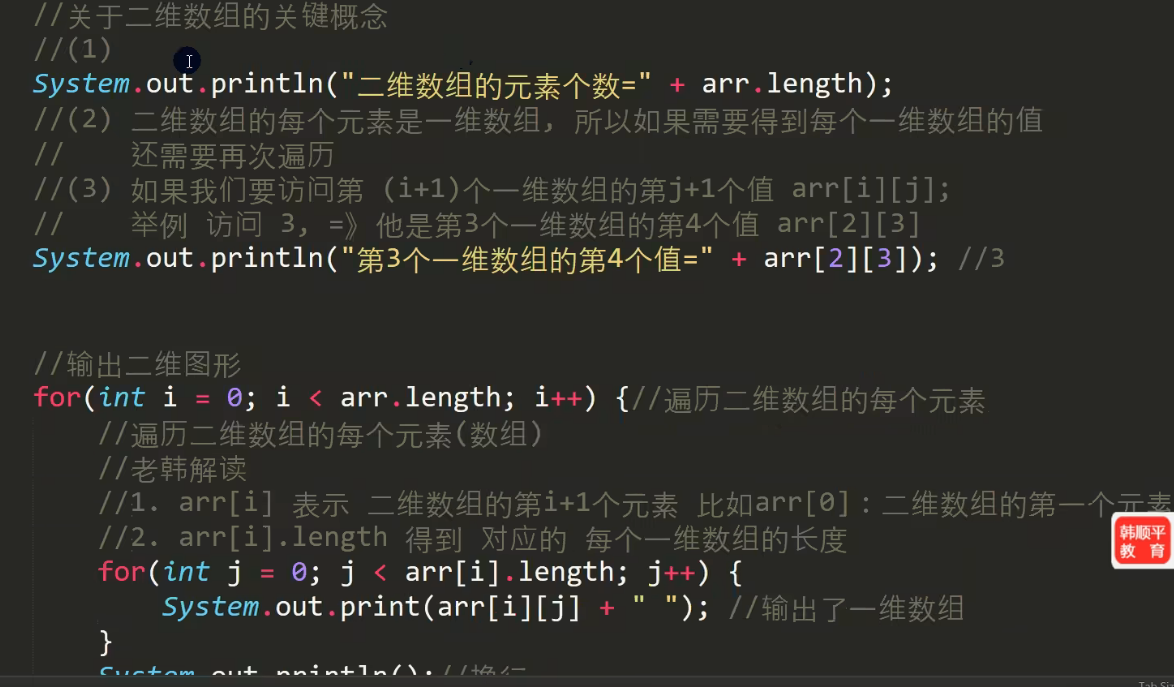 //关于二维数组的关键概念
//(1)
System.out.println("二维数组的元素个数=" + arr.length);
//(2) 二维数组的每个元素是一维数组, 所以如果需要得到每个一维数组的值
//    还需要再次遍历
//(3) 如果我们要访问第 (i+1)个一维数组的第j+1个值 arr[i][j];
//    举例 访问 3, =》他是第3个一维数组的第4个值 arr[2][3]
System.out.println("第3个一维数组的第4个值=" + arr[2][3]); //3
//输出二维图形
for(int i = 0; i < arr.length; i++) {//遍历二维数组的每个元素
//遍历二维数组的每个元素(数组)
//老韩解读
//1. arr[i] 表示 二维数组的第i+1个元素 比如arr[0]：二维数组的第一个元素
//2. arr[i].length 得到 对应的 每个一维数组的长度
韩顺平
教 育
for(int j = 0; j < arr[i].length; j++) {
System.out.print(arr[i][j] + " "); //输出了一维数组
}
System.out.println();//换行